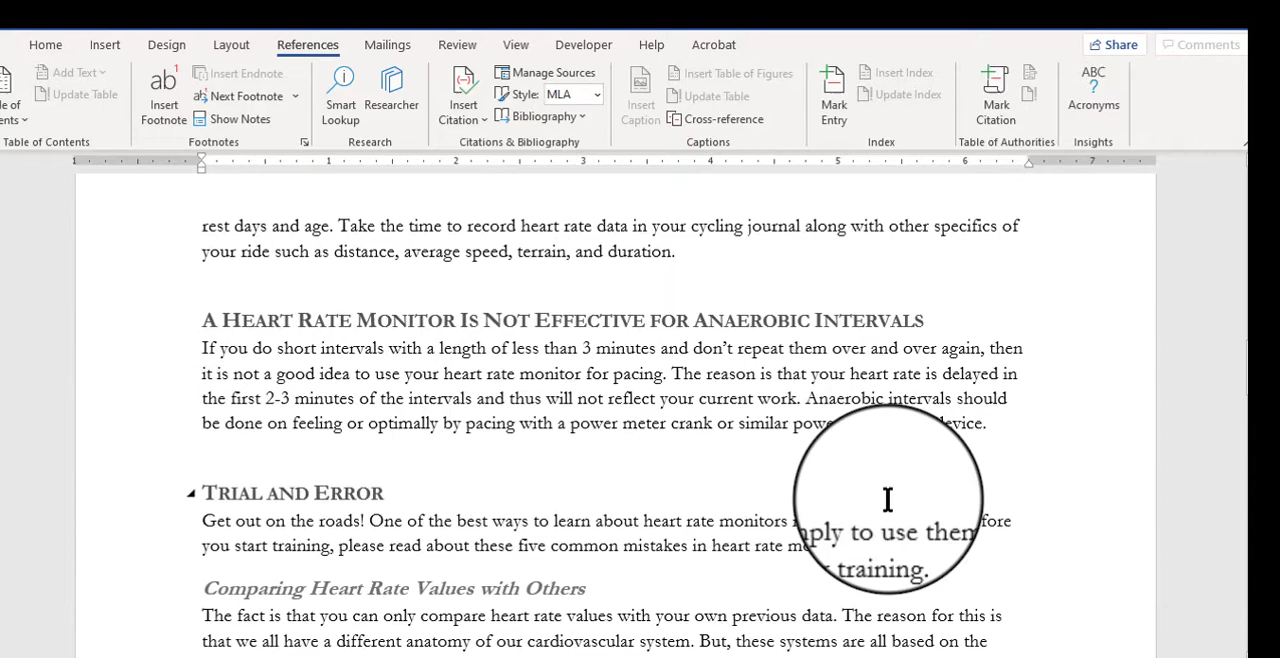 Home Insert Design Layout References Mailings Review View Developer Help Acrobat Share Comments
Add Text
Update Table
Table of Contents
ab 1
Insert Footnote
Insert Endnote
Next Footnote
Show Notes
Footnotes
Smart Lookup
Researcher
Research
Insert Citation
Manage Sources
Style: MLA
Bibliography
Citations & Bibliography
Insert Caption
Insert Table of Figures
Update Table
Cross-reference
Captions
Mark Entry
Insert Index
Update Index
Index
Mark Citation
Table of Authorities
ABC
?
Acronyms
Insights
1 1 2 3 4 5 6 7
rest days and age. Take the time to record heart rate data in your cycling journal along with other specifics of
your ride such as distance, average speed, terrain, and duration.
A HEART RATE MONITOR IS NOT EFFECTIVE FOR ANAEROBIC INTERVALS
If you do short intervals with a length of less than 3 minutes and don’t repeat them over and over again, then
it is not a good idea to use your heart rate monitor for pacing. The reason is that your heart rate is delayed in
the first 2-3 minutes of the intervals and thus will not reflect your current work. Anaerobic intervals should
be done on feeling or optimally by pacing with a power meter crank or similar
TRIAL AND ERROR
Get out on the roads! One of the best ways to learn about heart rate monitors to use them
you start training, please read about these five common mistakes in heart rate training.
Comparing Heart Rate Values with Others
The fact is that you can only compare heart rate values with your own previous data. The reason for this is
that we all have a different anatomy of our cardiovascular system. But, these systems are all based on the